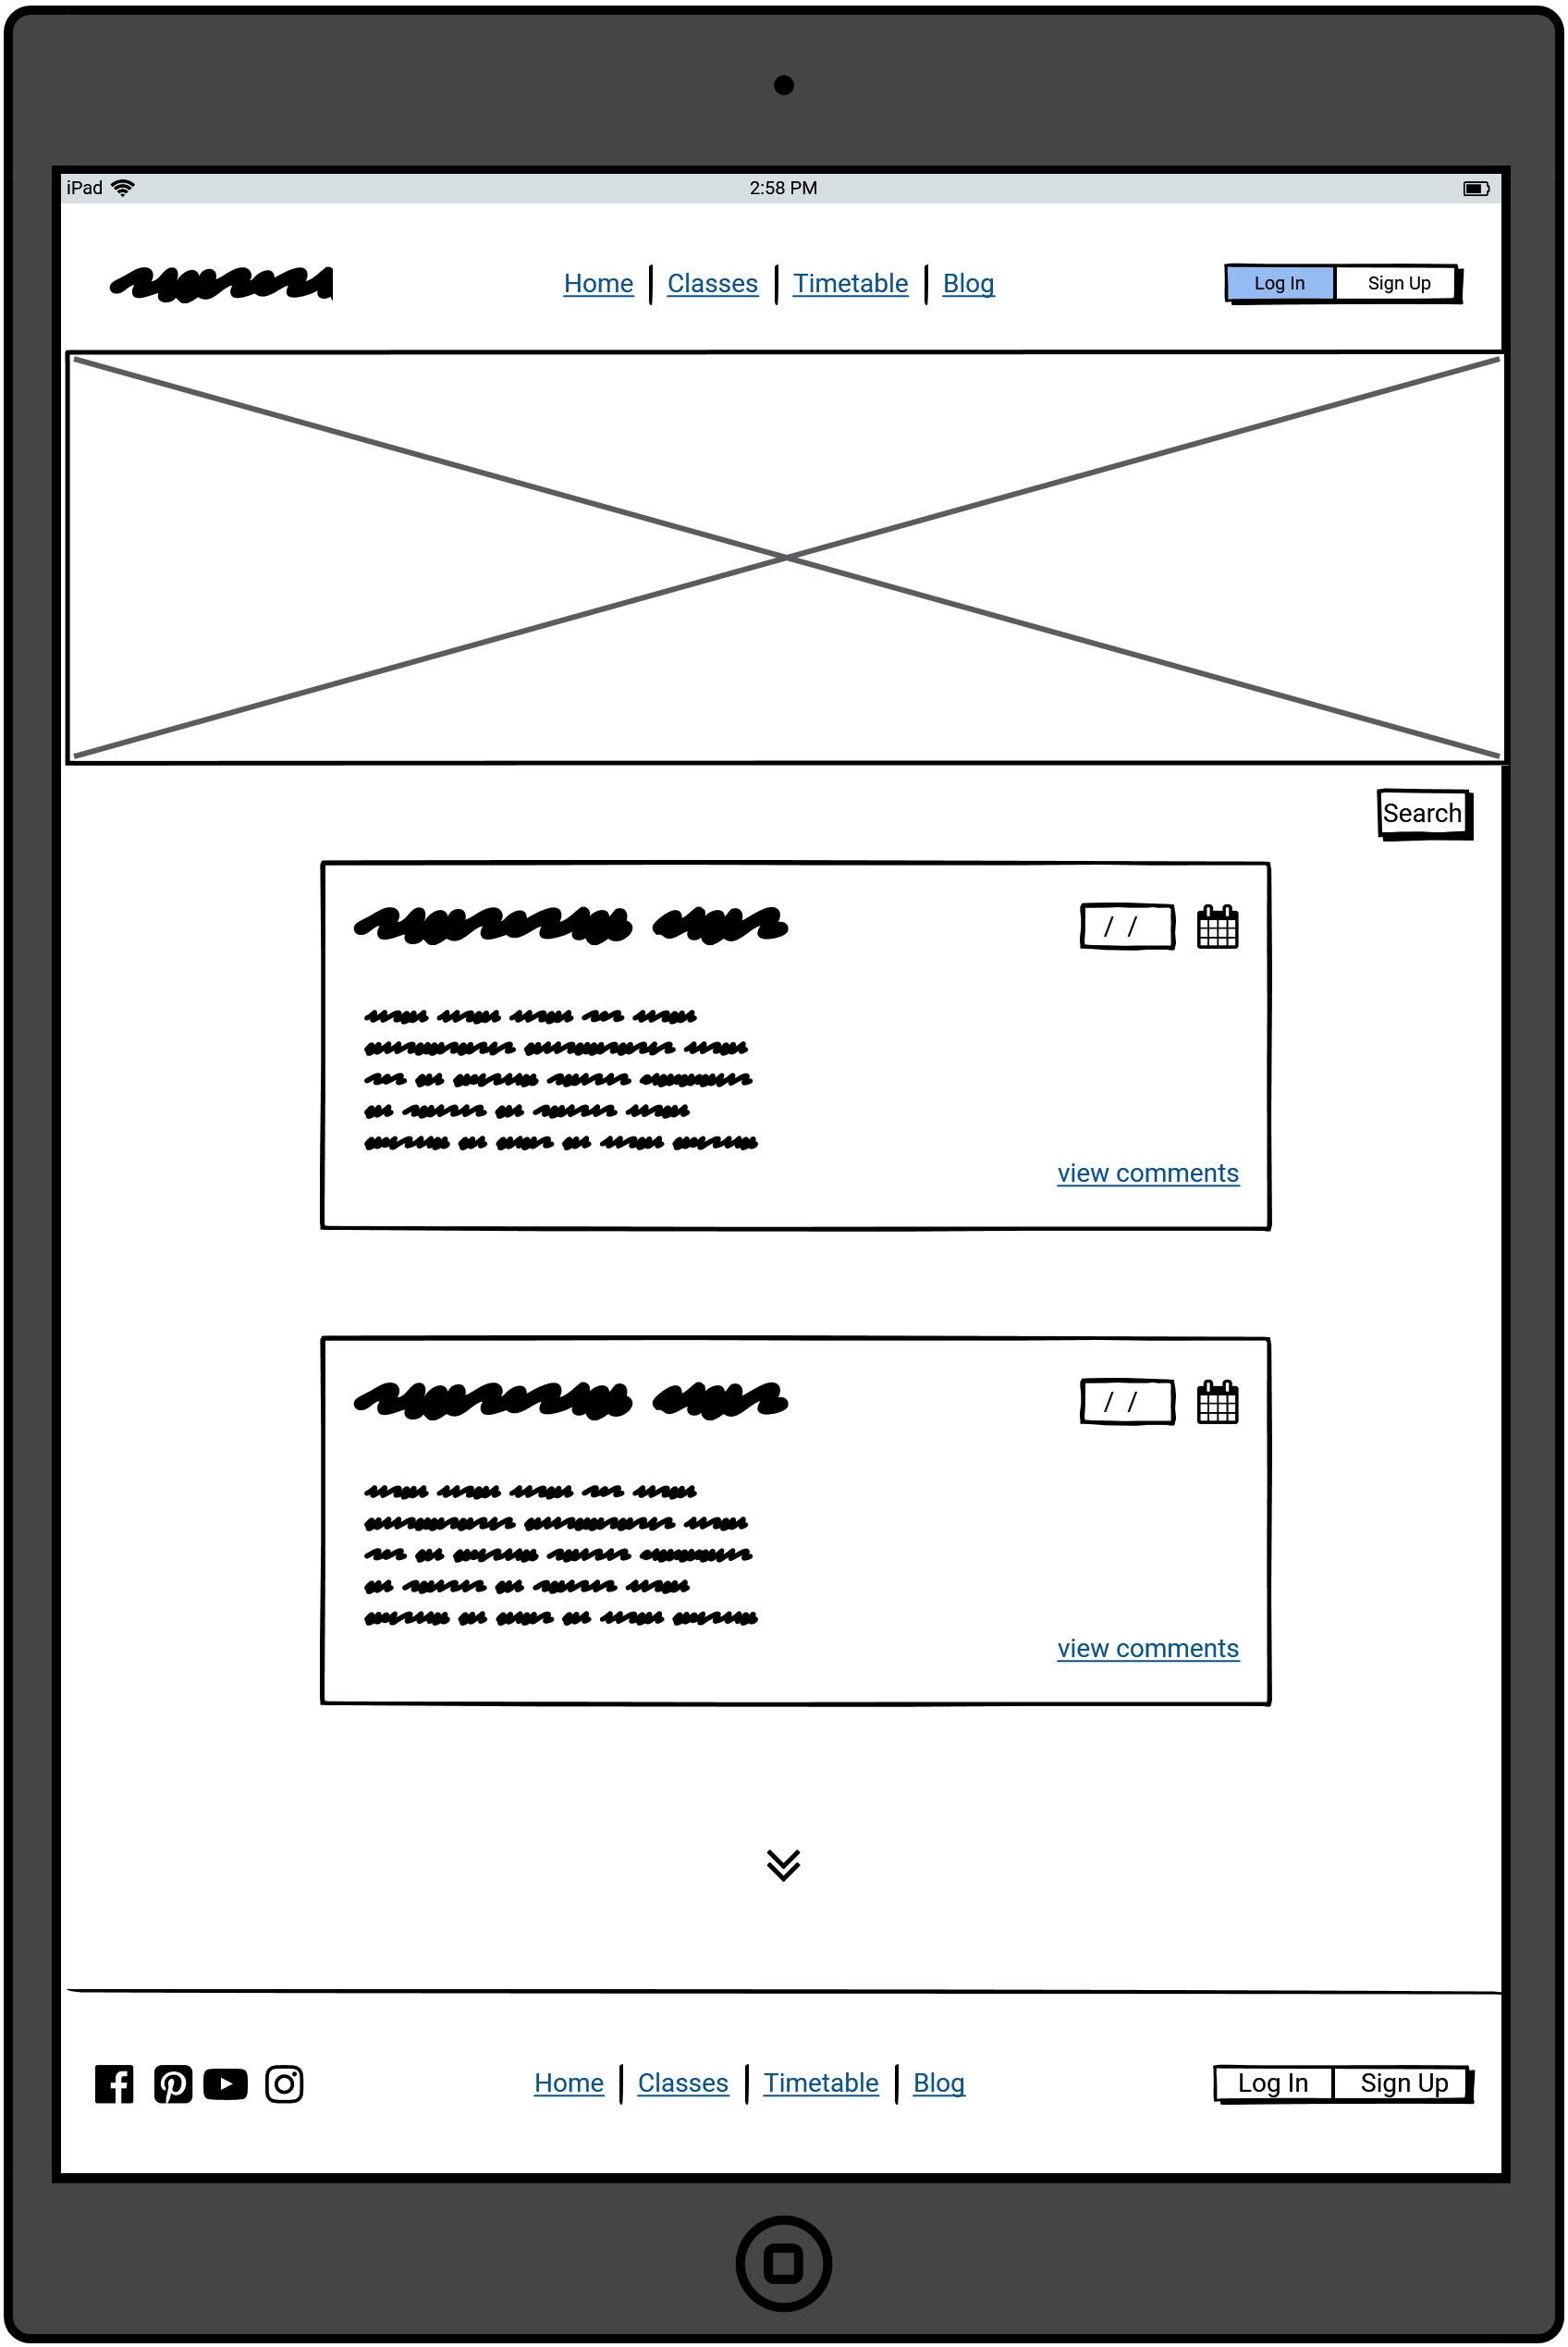 iPad 2:58 PM
Home Classes Timetable Blog Log In Sign Up
Search
/ /
view comments
/ /
view comments
Home Classes Timetable Blog Log In Sign Up